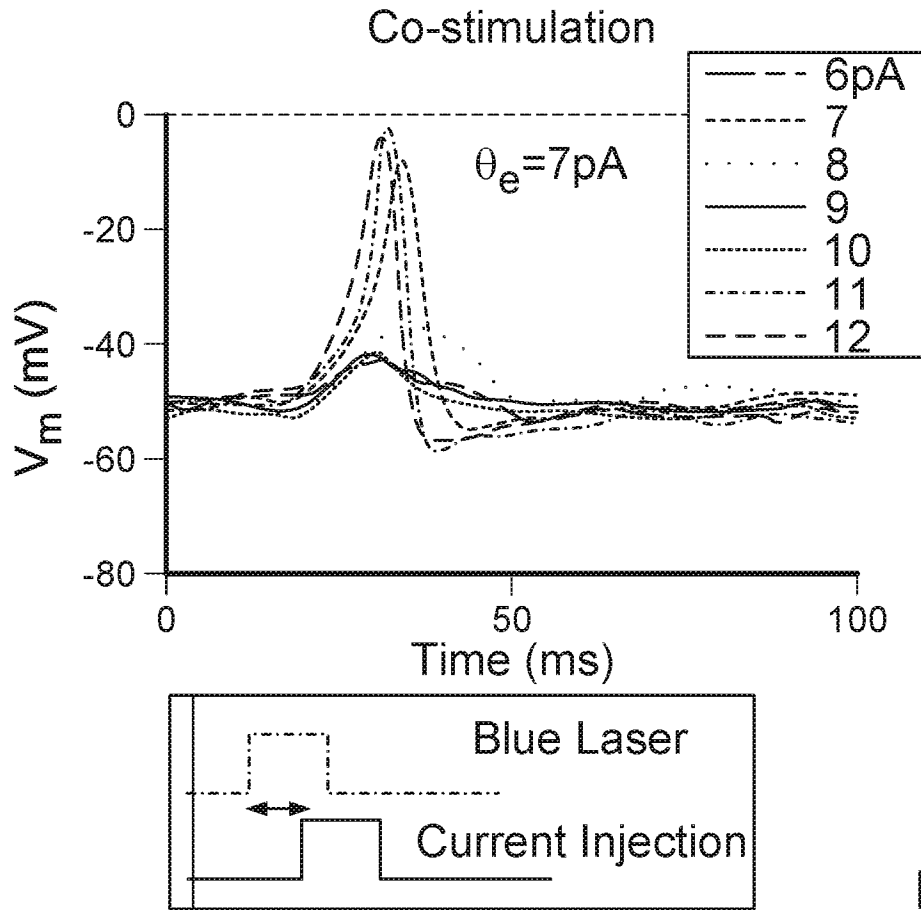 Co-stimulation
6pA
7
8
9
10
11
12
θe=7pA
0
-20
-40
-60
-80
Vm (mV)
0
50
100
Time (ms)
Blue Laser
Current Injection